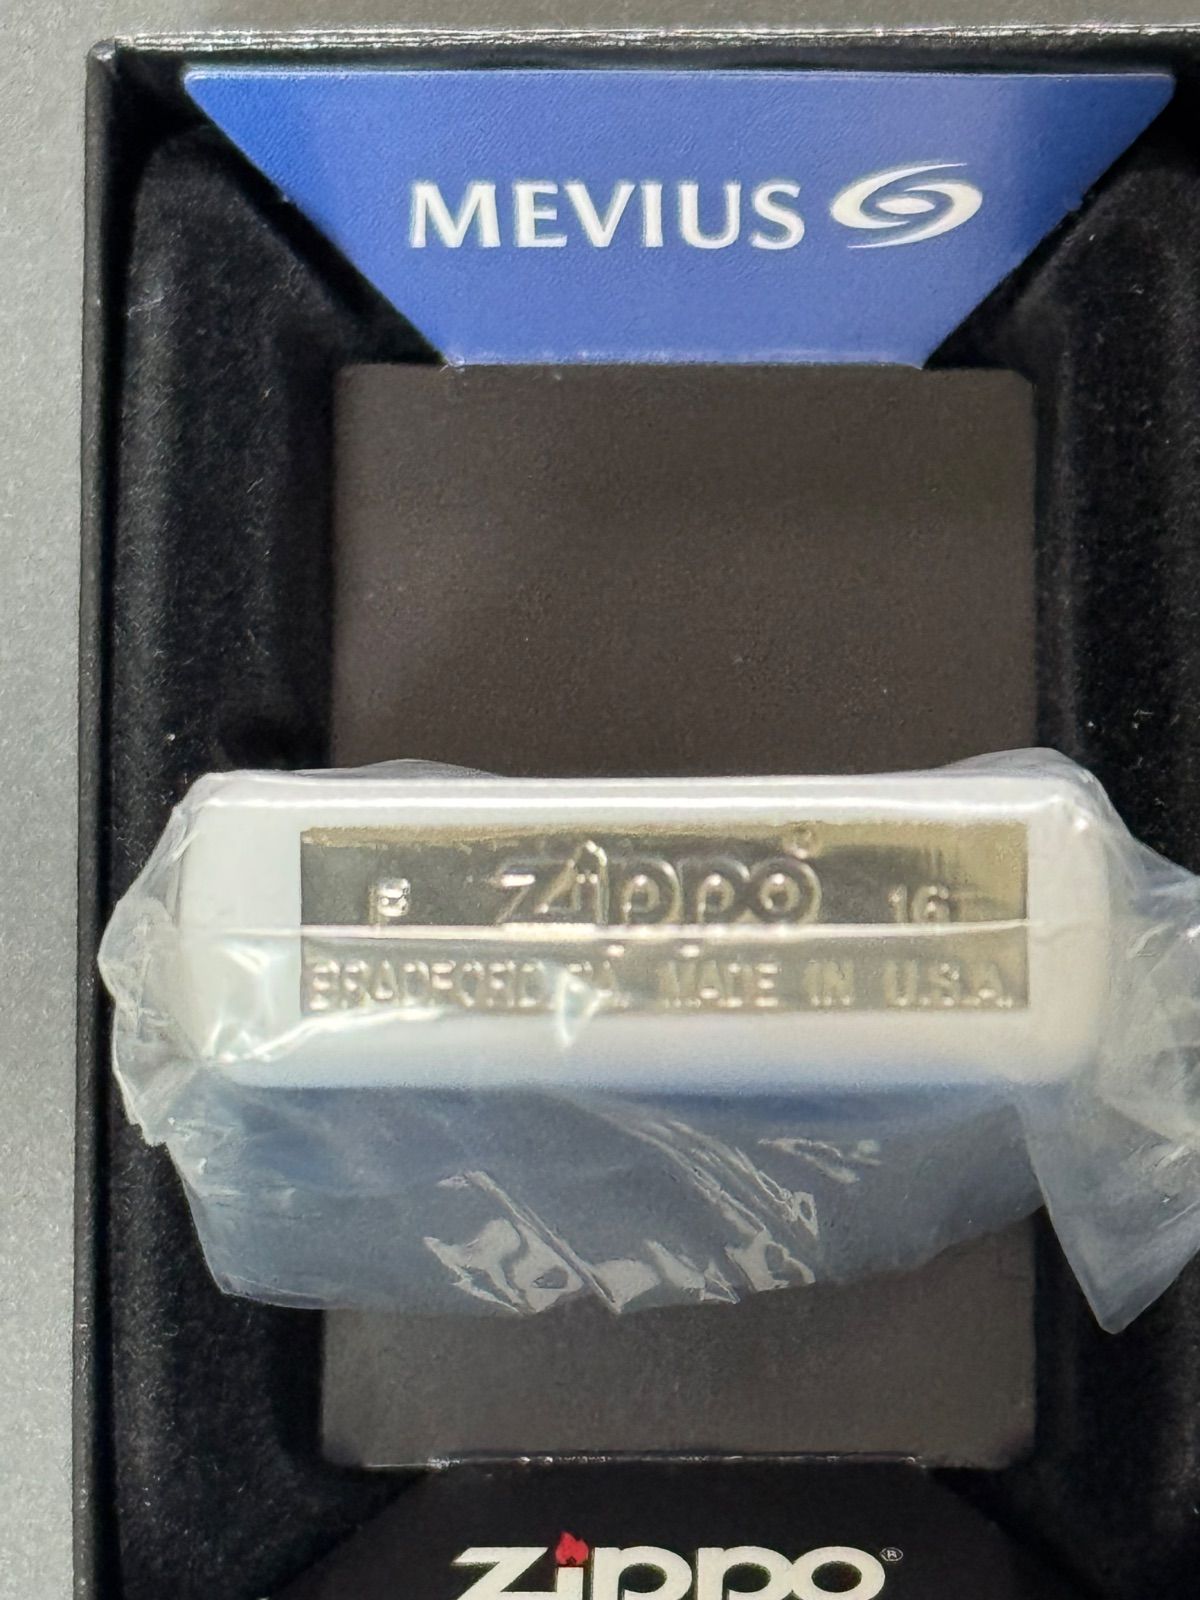 MEVIUS
F zippo® 16
BRADFORD, PA. MADE IN U.S.A.
zippo®